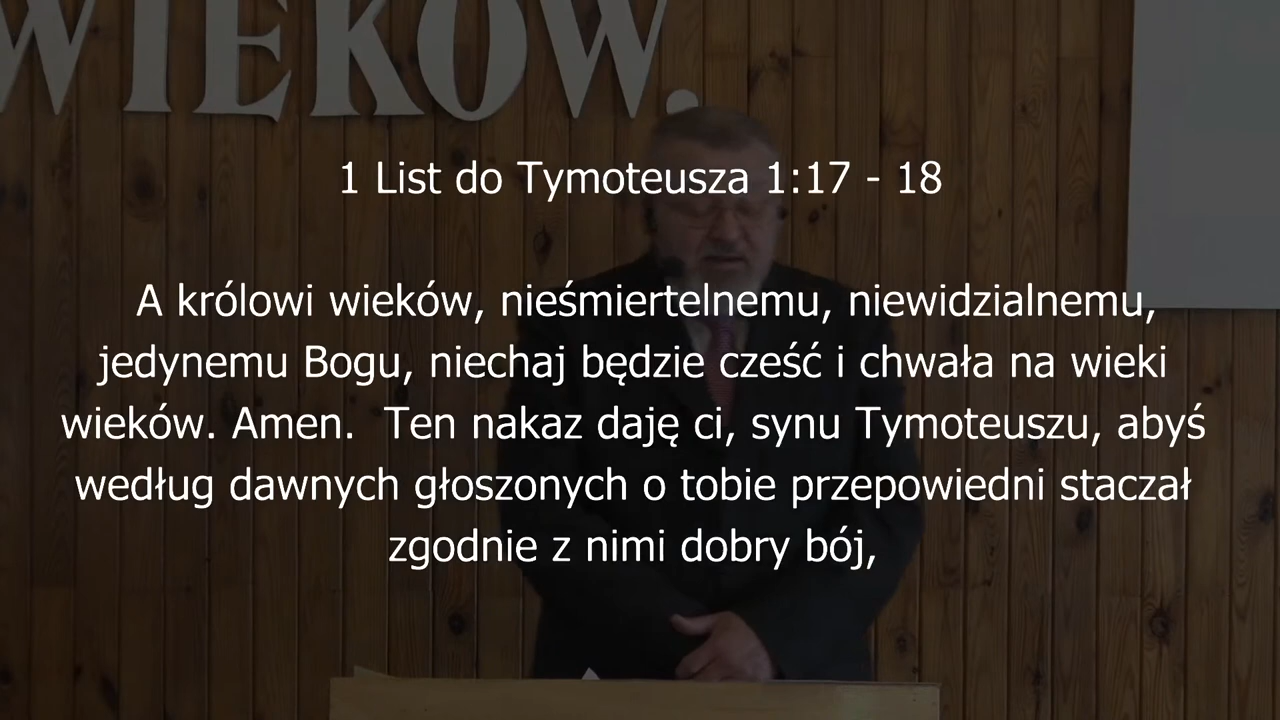 WIEKÓW.
1 List do Tymoteusza 1:17 - 18
A królowi wieków, nieśmiertelnemu, niewidzialnemu,
jedynemu Bogu, niechaj będzie cześć i chwała na wieki
wieków. Amen.  Ten nakaz daję ci, synu Tymoteuszu, abyś
według dawnych głoszonych o tobie przepowiedni staczał
zgodnie z nimi dobry bój,